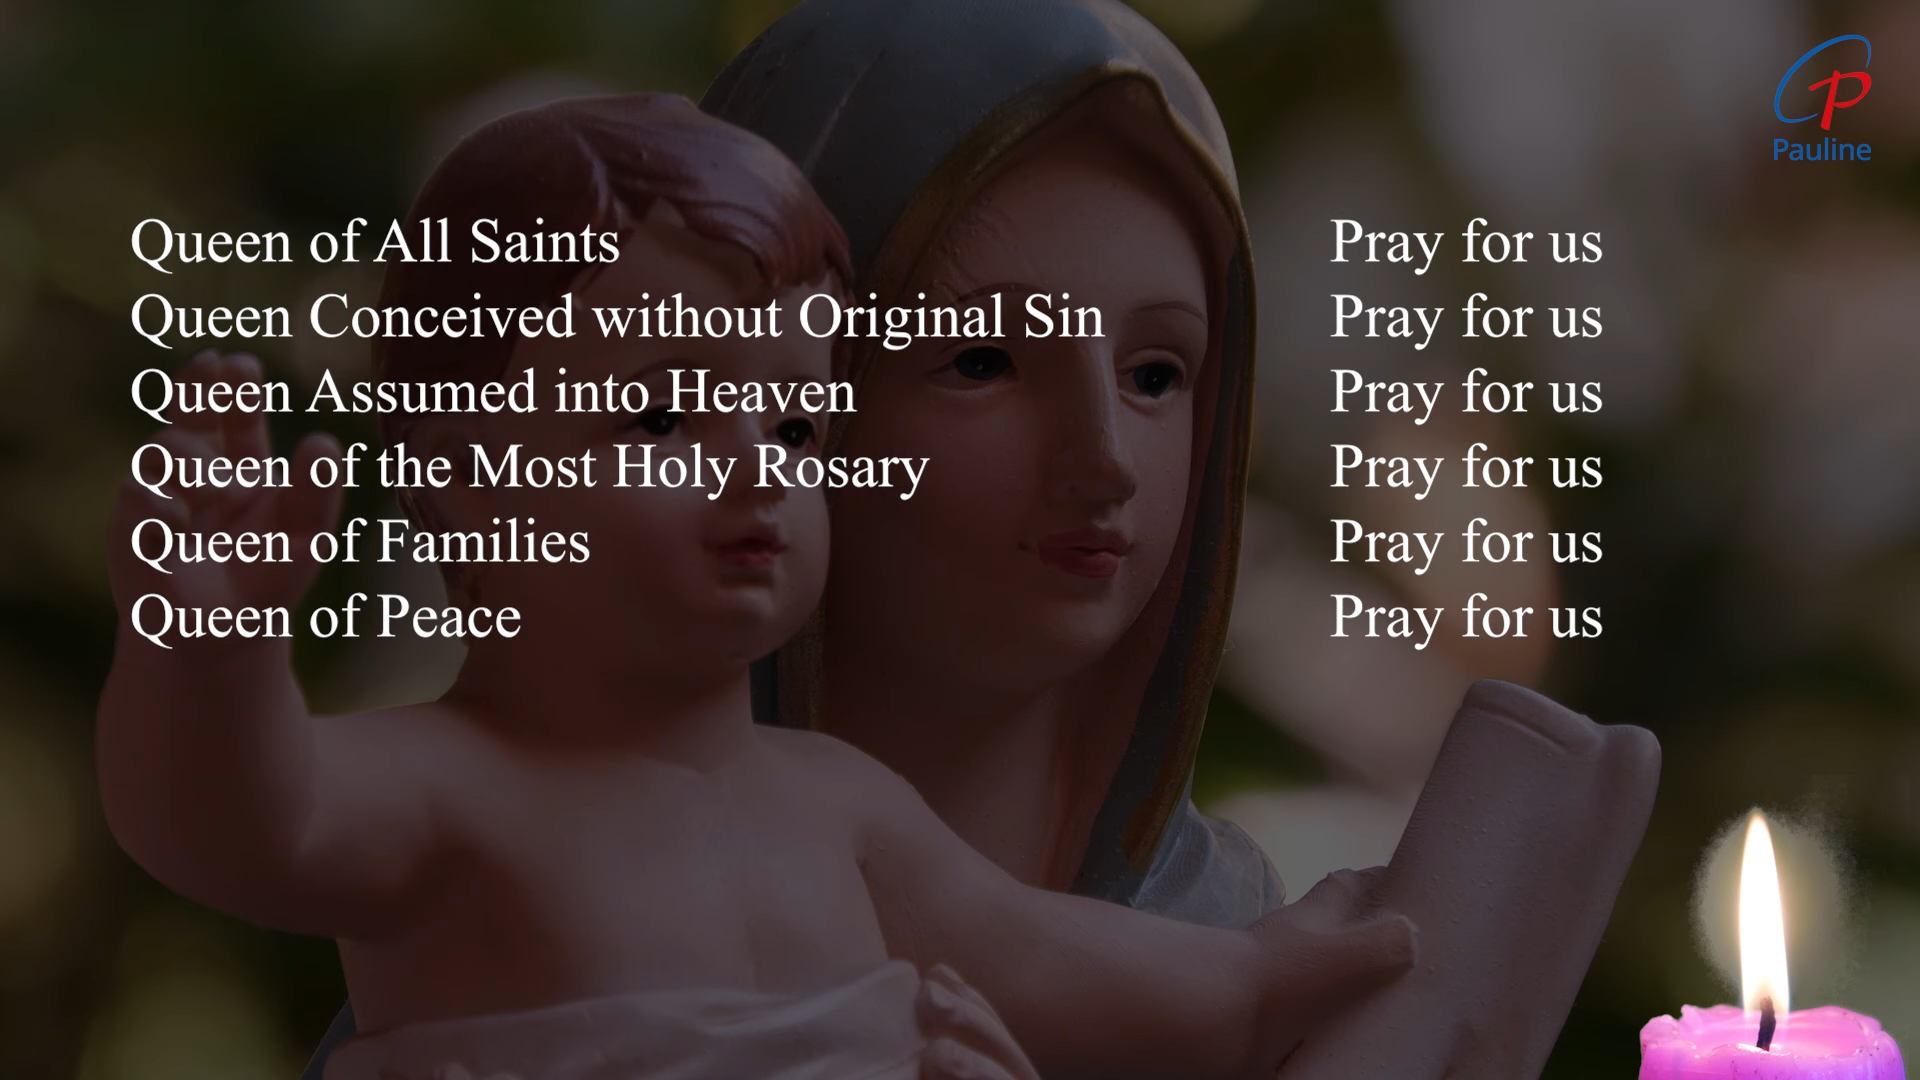 Pauline
Queen of All Saints Pray for us
Queen Conceived without Original Sin Pray for us
Queen Assumed into Heaven Pray for us
Queen of the Most Holy Rosary Pray for us
Queen of Families Pray for us
Queen of Peace Pray for us